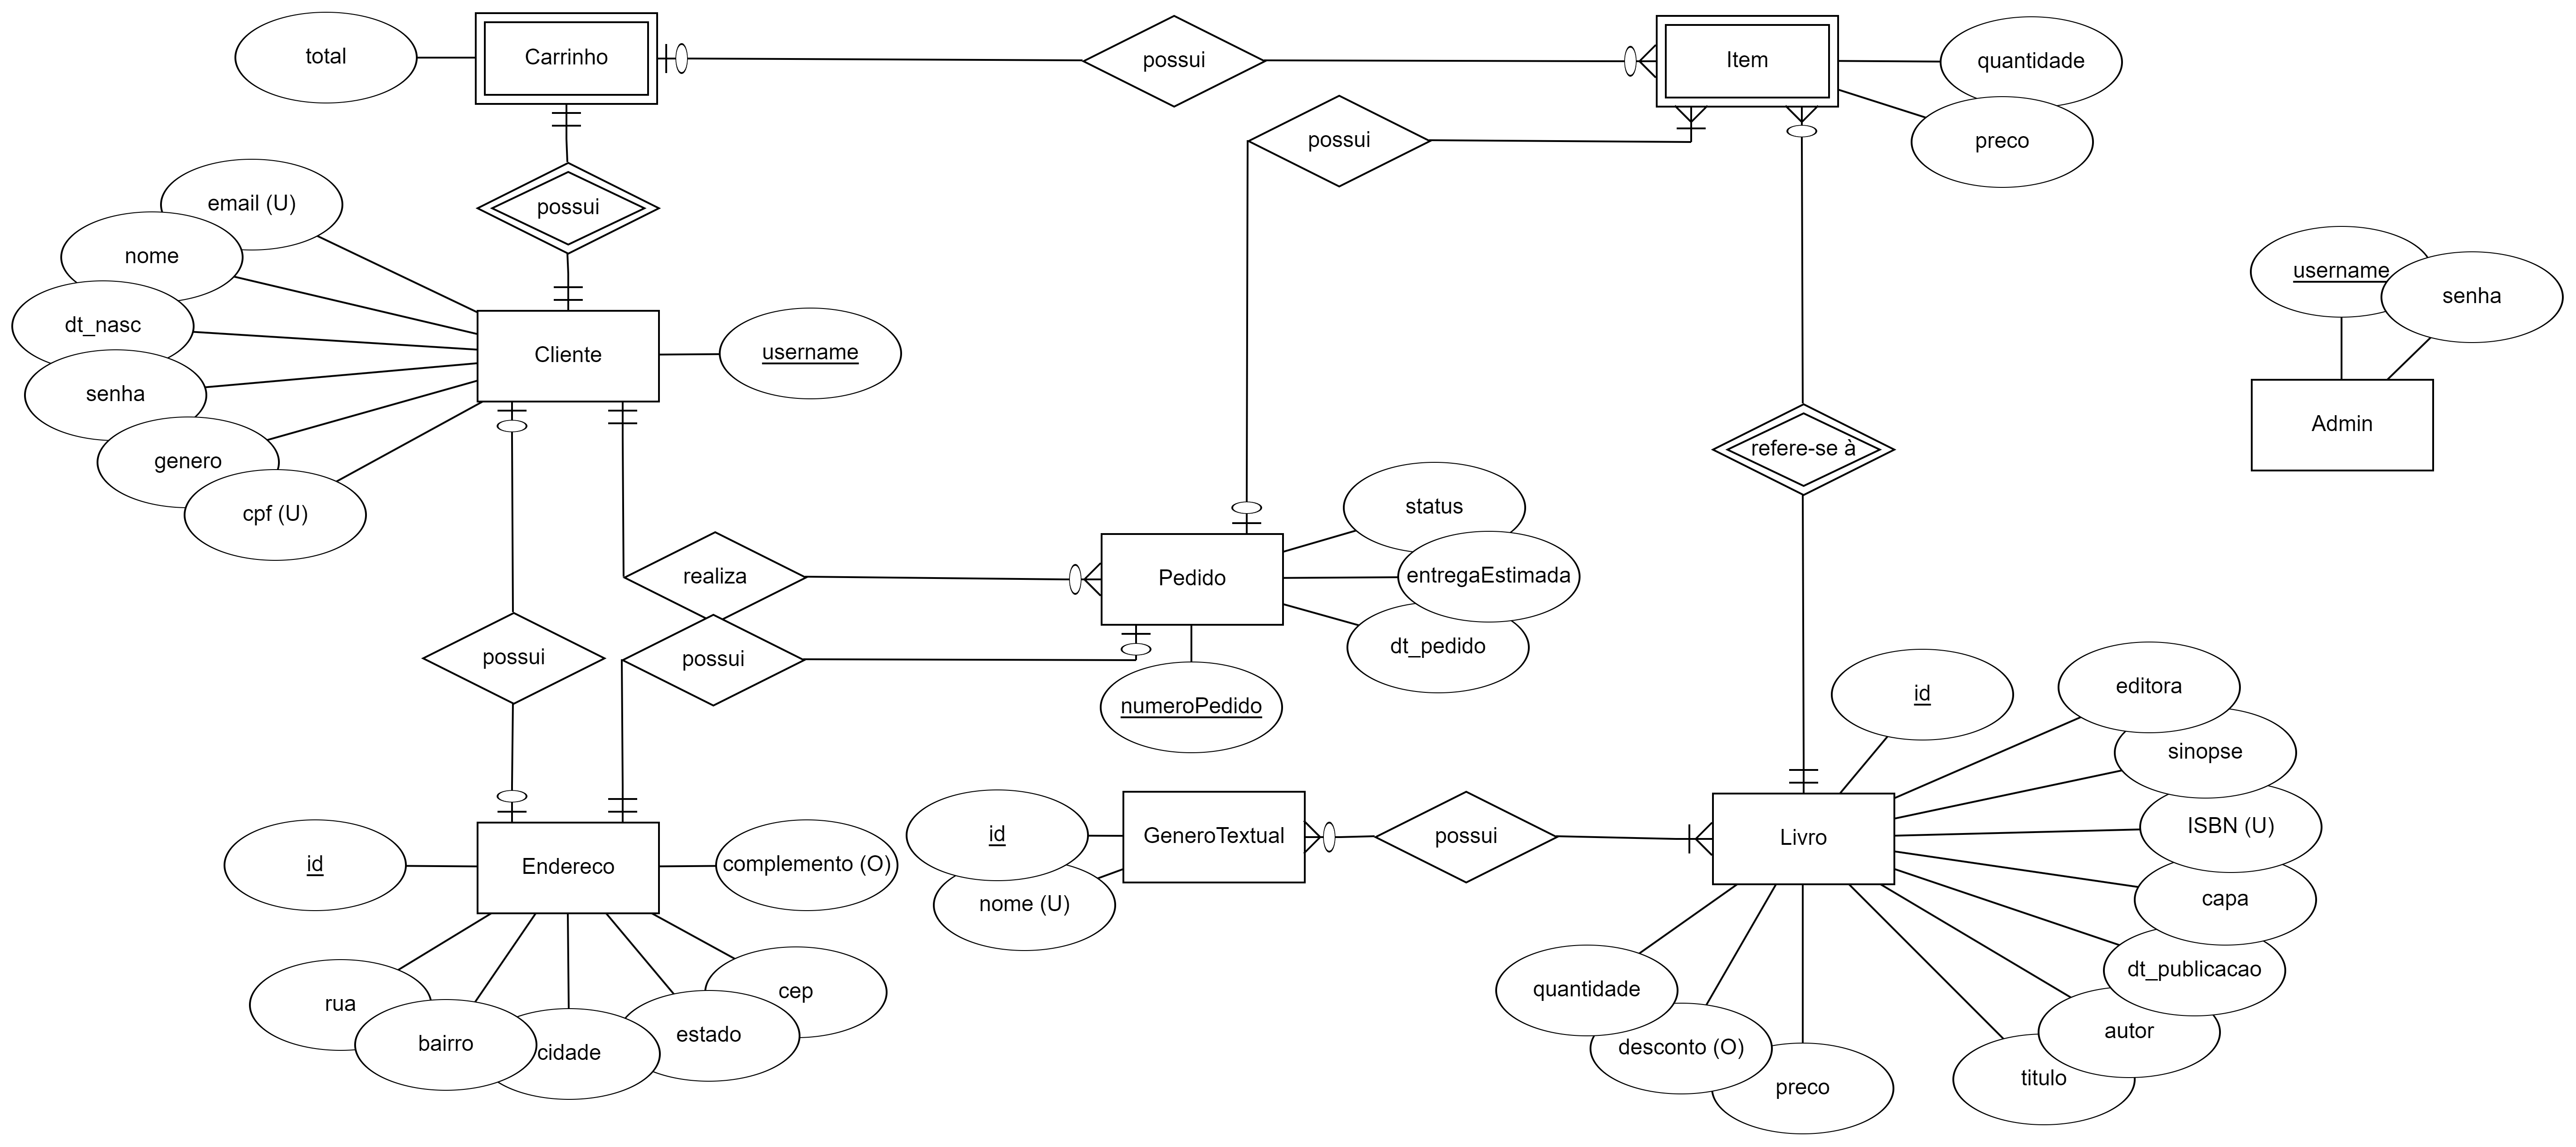 total
Carrinho
possui
Item
quantidade
preco
possui
email (U)
nome
dt_nasc
senha
genero
cpf (U)
possui
Cliente
username
username
senha
Admin
refere-se à
realiza
possui
possui
Pedido
status
entregaEstimada
dt_pedido
numeroPedido
id
Endereco
complemento (O)
rua
bairro
cidade
estado
cep
id
nome (U)
GeneroTextual
possui
Livro
id
editora
sinopse
ISBN (U)
capa
dt_publicacao
autor
titulo
preco
desconto (O)
quantidade